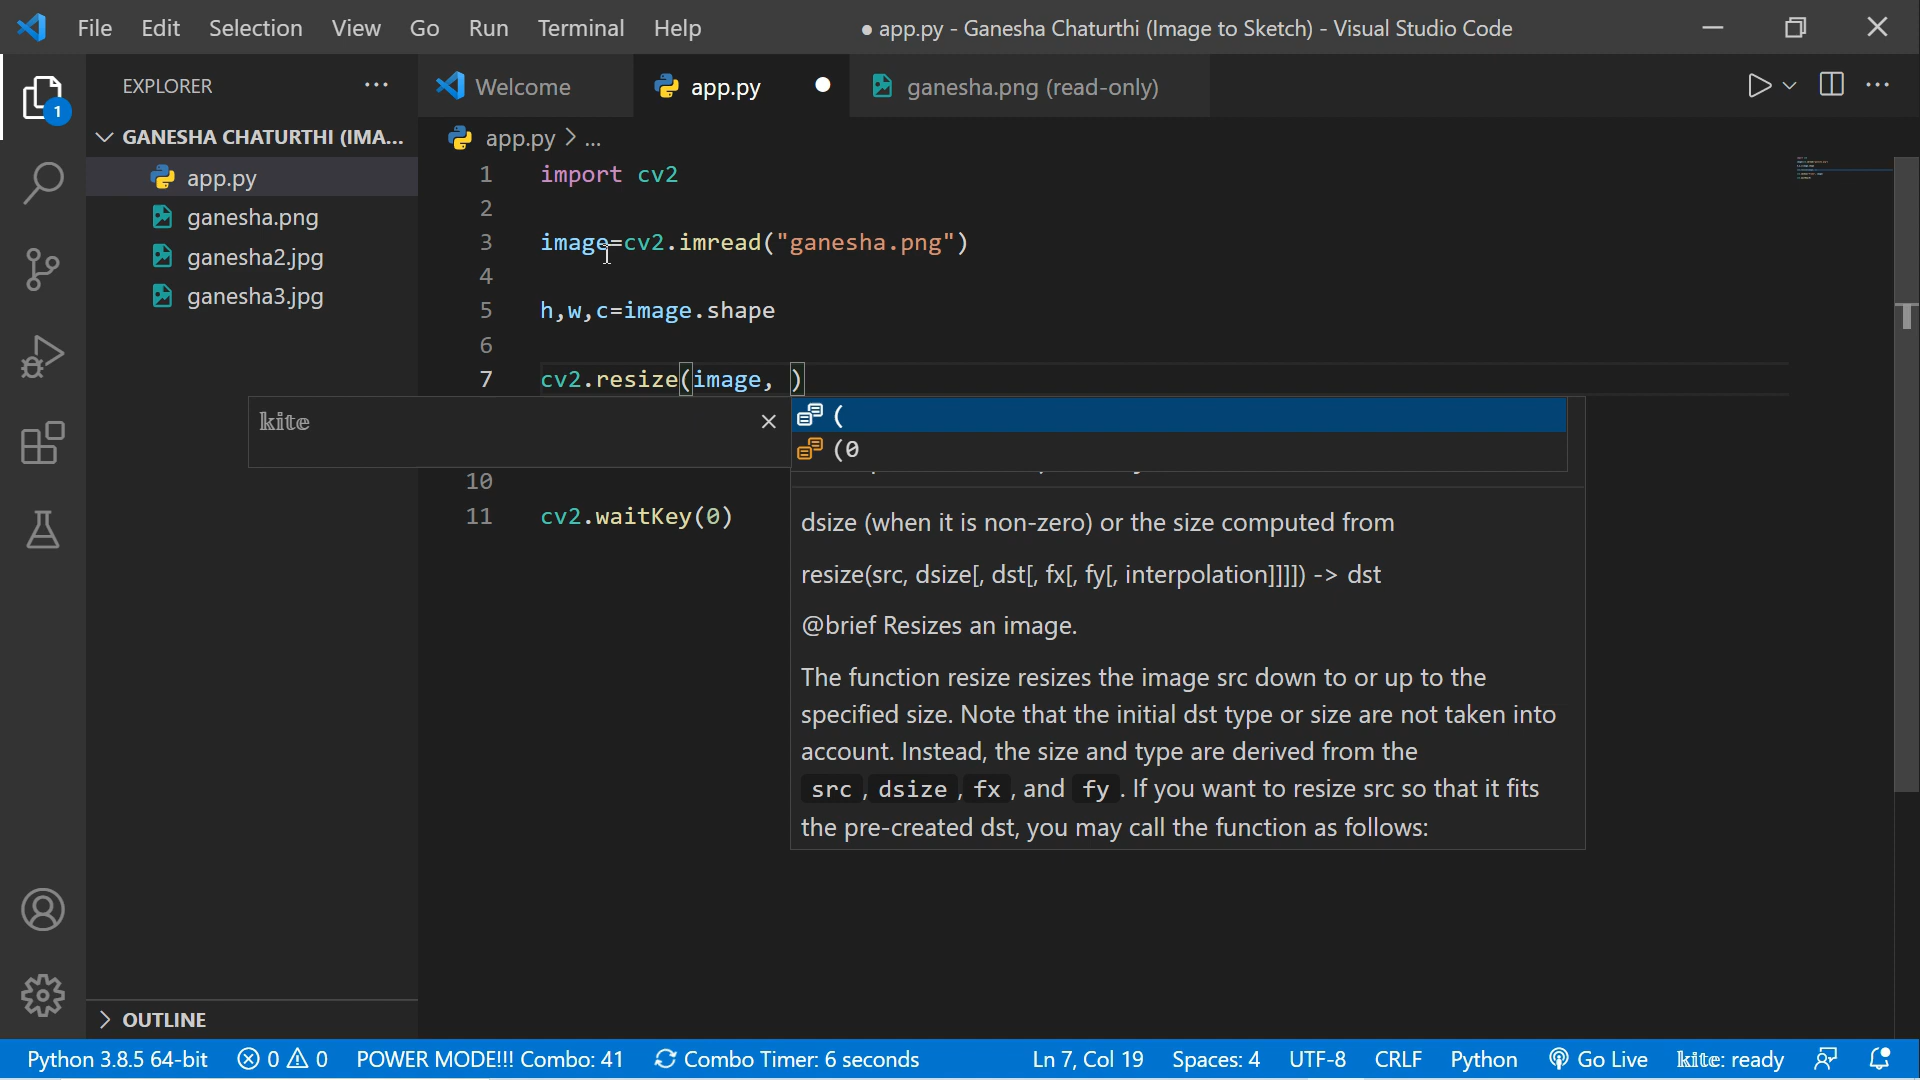 File Edit Selection View Go Run Terminal Help
● app.py - Ganesha Chaturthi (Image to Sketch) - Visual Studio Code
EXPLORER
Welcome
app.py
ganesha.png (read-only)
GANESHA CHATURTHI (IMA...
app.py > ...
1
app.py
ganesha.png
ganesha2.jpg
ganesha3.jpg
1 import cv2
2
3 image=cv2.imread("ganesha.png")
4
5 h,w,c=image.shape
6
7 cv2.resize(image, )
kite
(
(0
10
11 cv2.waitKey(0)
dsize (when it is non-zero) or the size computed from
resize(src, dsize[, dst[, fx[, fy[, interpolation]]]]) -> dst
@brief Resizes an image.
The function resize resizes the image src down to or up to the
specified size. Note that the initial dst type or size are not taken into
account. Instead, the size and type are derived from the
src , dsize , fx , and fy . If you want to resize src so that it fits
the pre-created dst, you may call the function as follows:
OUTLINE
Python 3.8.5 64-bit 0 0 POWER MODE!!! Combo: 41 Combo Timer: 6 seconds Ln 7, Col 19 Spaces: 4 UTF-8 CRLF Python Go Live kite: ready